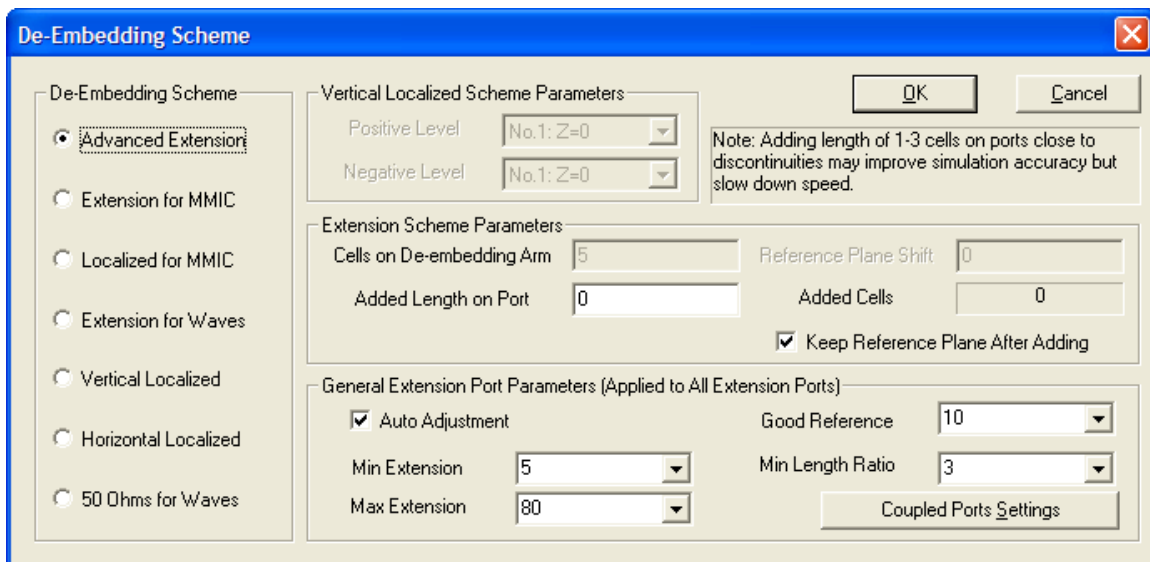 De-Embedding Scheme
De-Embedding Scheme
Advanced Extension
Extension for MMIC
Localized for MMIC
Extension for Waves
Vertical Localized
Horizontal Localized
50 Ohms for Waves
Vertical Localized Scheme Parameters
Positive Level No.1: Z=0
Negative Level No.1: Z=0
OK Cancel
Note: Adding length of 1-3 cells on ports close to
discontinuities may improve simulation accuracy but
slow down speed.
Extension Scheme Parameters
Cells on De-embedding Arm 5 Reference Plane Shift 0
Added Length on Port 0 Added Cells 0
Keep Reference Plane After Adding
General Extension Port Parameters (Applied to All Extension Ports)
Auto Adjustment Good Reference 10
Min Extension 5 Min Length Ratio 3
Max Extension 80 Coupled Ports Settings